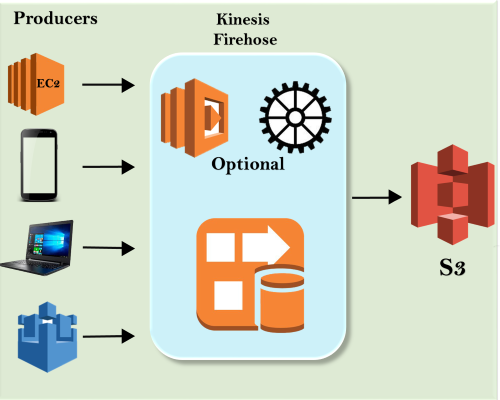 Producers
Kinesis
Firehose
EC2
Optional
S3